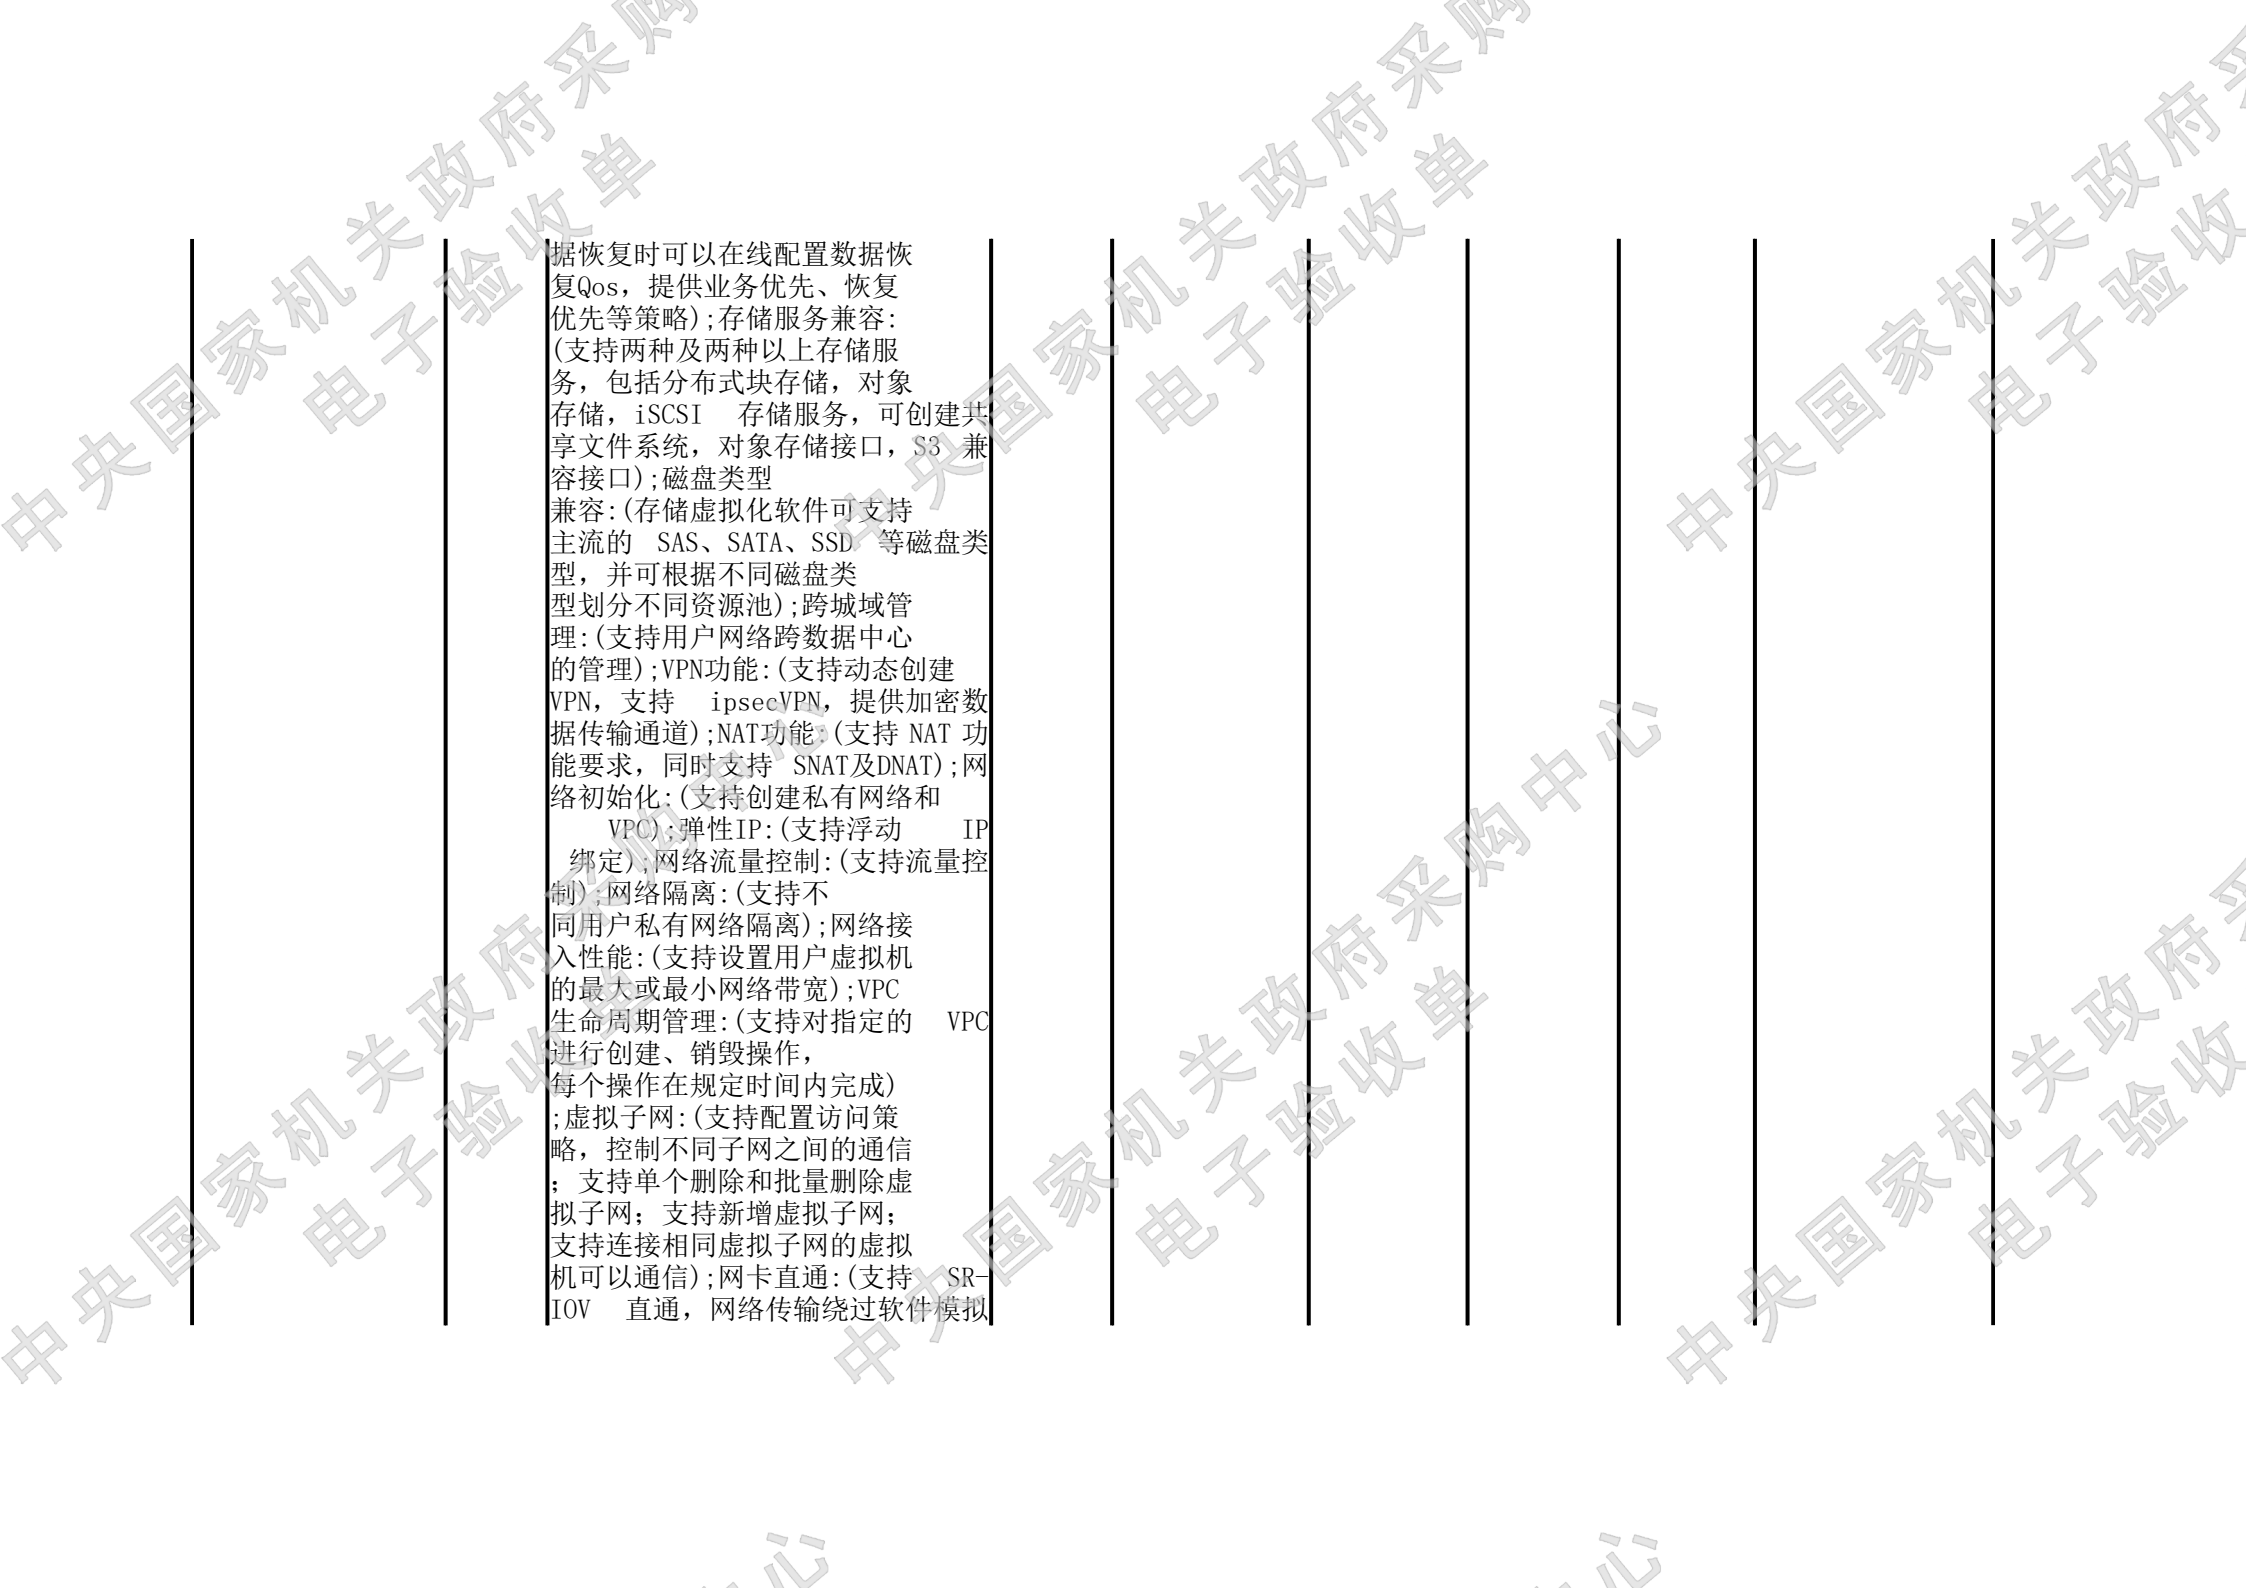 据恢复时可以在线配置数据恢
复Qos，提供业务优先、恢复
优先等策略);存储服务兼容:
(支持两种及两种以上存储服
务，包括分布式块存储，对象
存储，iSCSI 存储服务，可创建共
享文件系统，对象存储接口，S3 兼
容接口);磁盘类型
兼容:(存储虚拟化软件可支持
主流的 SAS、SATA、SSD 等磁盘类
型，并可根据不同磁盘类
型划分不同资源池);跨城域管
理:(支持用户网络跨数据中心
的管理);VPN功能:(支持动态创建
VPN，支持 ipsecVPN，提供加密数
据传输通道);NAT功能:(支持 NAT 功
能要求，同时支持 SNAT及DNAT);网
络初始化:(支持创建私有网络和
VPC);弹性IP:(支持浮动 IP
绑定);网络流量控制:(支持流量控
制);网络隔离:(支持不
同用户私有网络隔离);网络接
入性能:(支持设置用户虚拟机
的最大或最小网络带宽);VPC
生命周期管理:(支持对指定的 VPC
进行创建、销毁操作，
每个操作在规定时间内完成)
;虚拟子网:(支持配置访问策
略，控制不同子网之间的通信
；支持单个删除和批量删除虚
拟子网；支持新增虚拟子网；
支持连接相同虚拟子网的虚拟
机可以通信);网卡直通:(支持 SR-
IOV 直通，网络传输绕过软件模拟
中央国家机关政府采购中心
电子验收单